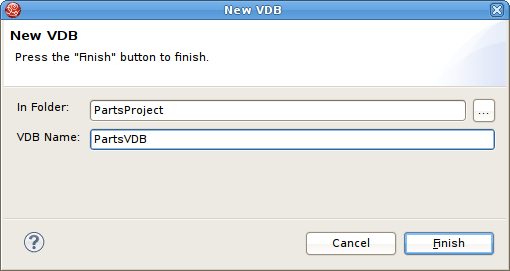 New VDB
New VDB
Press the "Finish" button to finish.
In Folder: PartsProject ...
VDB Name: PartsVDB
? Cancel Finish